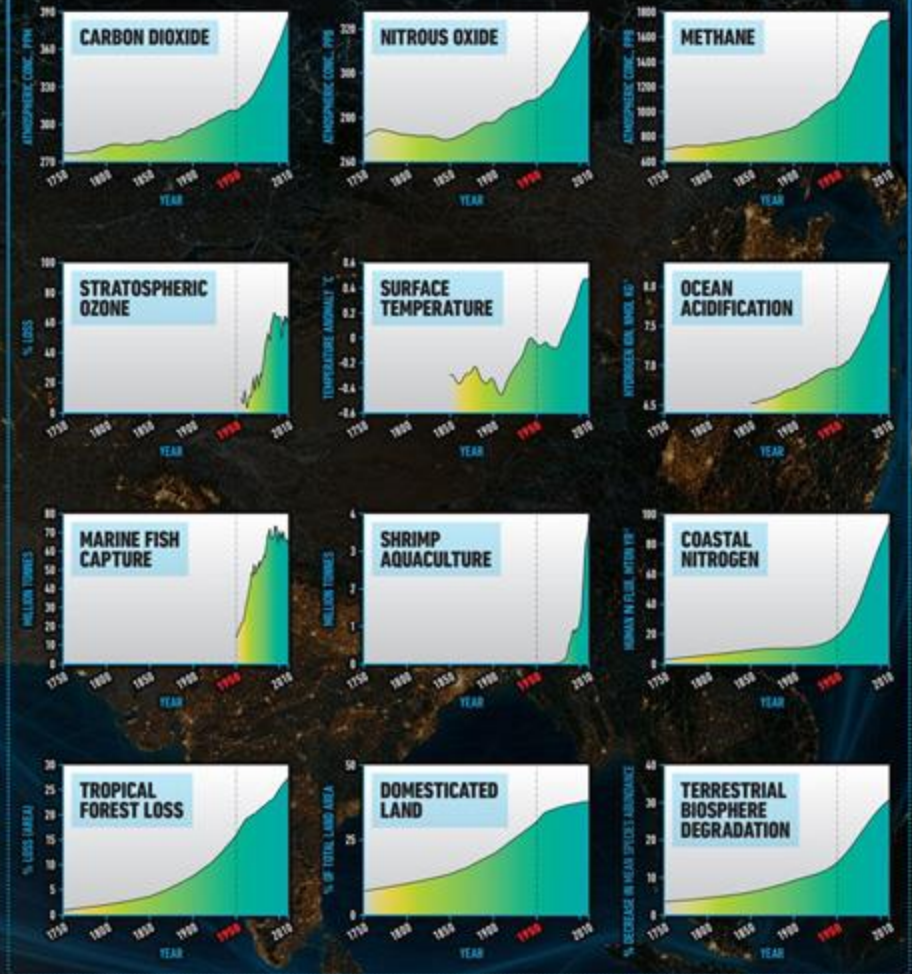 CARBON DIOXIDE
ATMOSPHERIC CONC., PPM
390
360
330
300
270
1750 1800 1850 1900 1950 2010
YEAR
NITROUS OXIDE
ATMOSPHERIC CONC., PPB
320
300
280
260
1750 1800 1850 1900 1950 2010
YEAR
METHANE
ATMOSPHERIC CONC., PPB
1800
1600
1400
1200
1000
800
600
1750 1800 1850 1900 1950 2010
YEAR
STRATOSPHERIC
OZONE
% LOSS
100
80
60
40
20
0
1750 1800 1850 1900 1950 2010
YEAR
SURFACE
TEMPERATURE
TEMPERATURE ANOMALY °C
0.6
0.4
0.2
0
-0.2
-0.4
-0.6
1750 1800 1850 1900 1950 2010
YEAR
OCEAN
ACIDIFICATION
HYDROGEN ION, NMOL KG
8.0
7.5
7.0
6.5
1750 1800 1850 1900 1950 2010
YEAR
MARINE FISH
CAPTURE
MILLION TONNES
80
70
60
50
40
30
20
10
0
1750 1800 1850 1900 1950 2010
YEAR
SHRIMP
AQUACULTURE
MILLION TONNES
4
3
2
1
0
1750 1800 1850 1900 1950 2010
YEAR
COASTAL
NITROGEN
HUMAN N FLUX, MTON YR
100
80
60
40
20
0
1750 1800 1850 1900 1950 2010
YEAR
TROPICAL
FOREST LOSS
% LOSS (AREA)
30
25
20
15
10
5
0
1750 1800 1850 1900 1950 2010
YEAR
DOMESTICATED
LAND
% OF TOTAL LAND AREA
50
25
0
1750 1800 1850 1900 1950 2010
YEAR
TERRESTRIAL
BIOSPHERE
DEGRADATION
% DECREASE IN MEAN SPECIES ABUNDANCE
40
30
20
10
0
1750 1800 1850 1900 1950 2010
YEAR